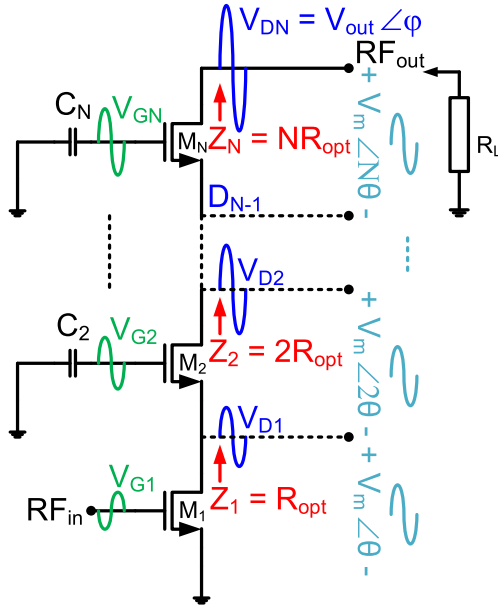 V_DN = V_out ∠φ
RF_out
C_N
V_GN
M_N
Z_N = NR_opt
+ V_m ∠Nθ -
R_L
D_N-1
V_D2
C_2
V_G2
M_2
Z_2 = 2R_opt
+ V_m ∠2θ -
V_D1
V_G1
RF_in
M_1
Z_1 = R_opt
+ V_m ∠θ -